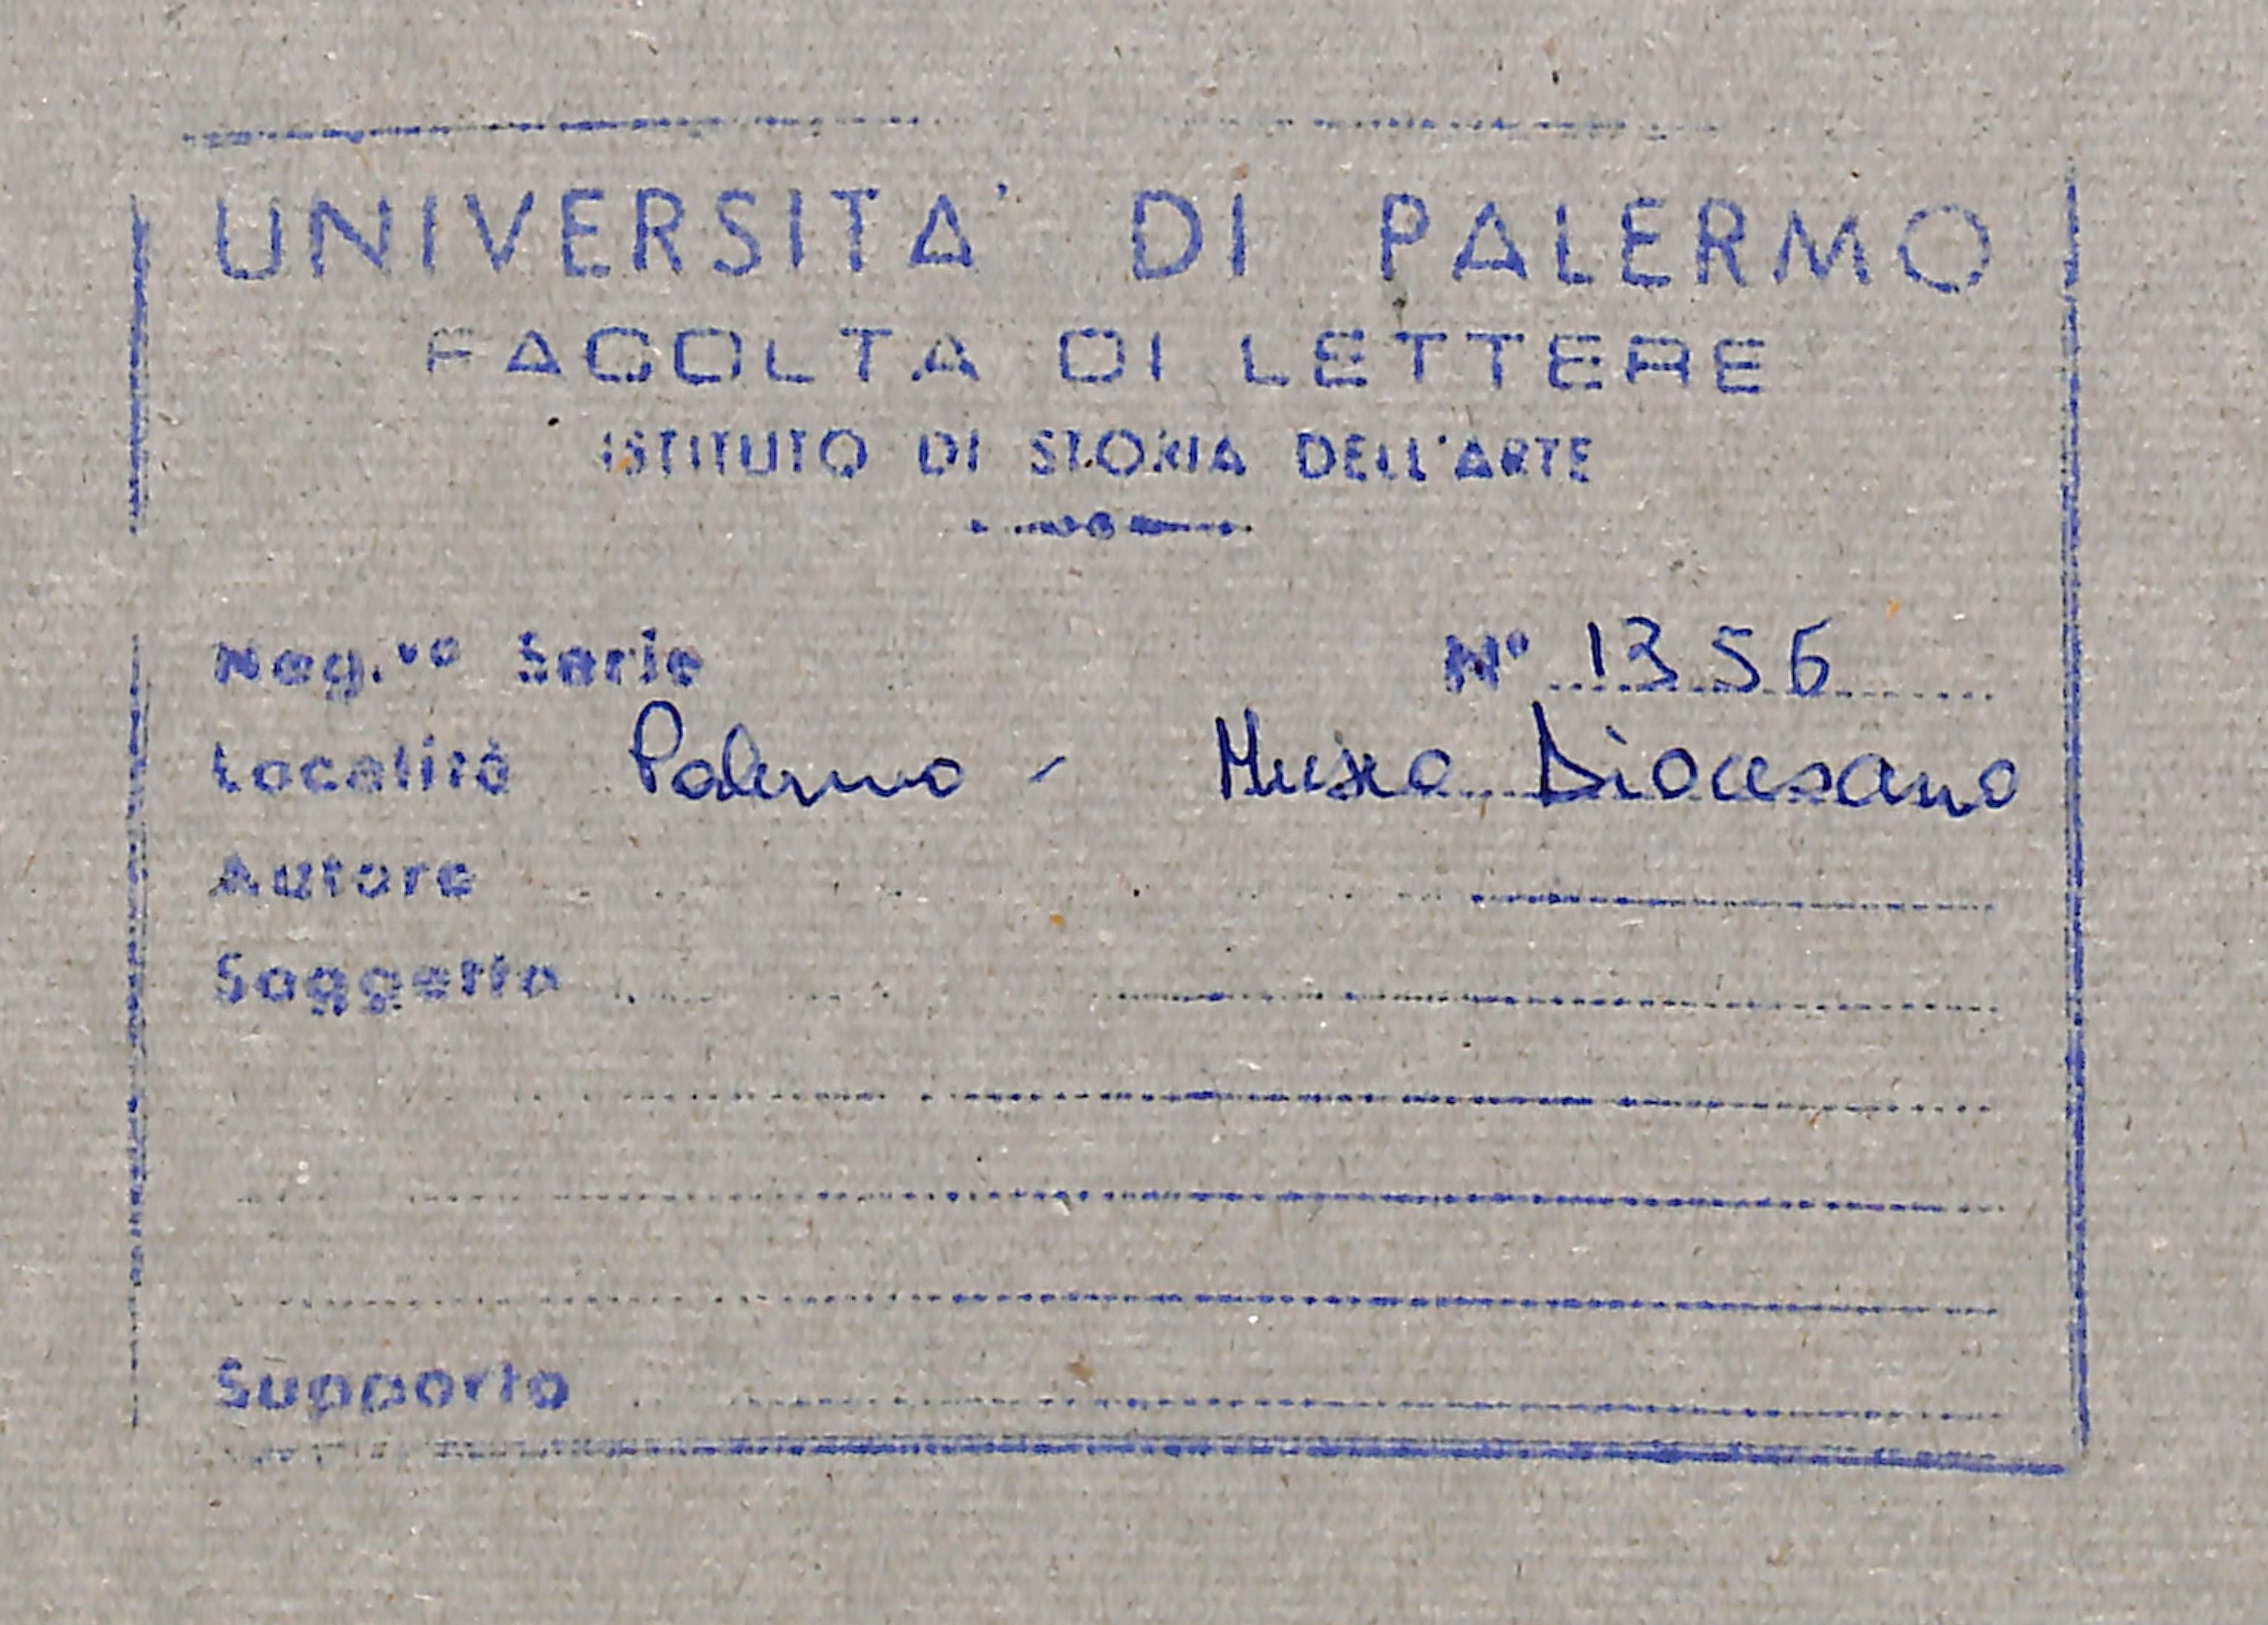 UNIVERSITA' DI PALERMO
FACOLTA DI LETTERE
ISTITUTO DI STORIA DELL'ARTE
Neg.vo Serie N° 1356
Località Palermo - Museo Diocesano
Autore
Soggetto
Supporto